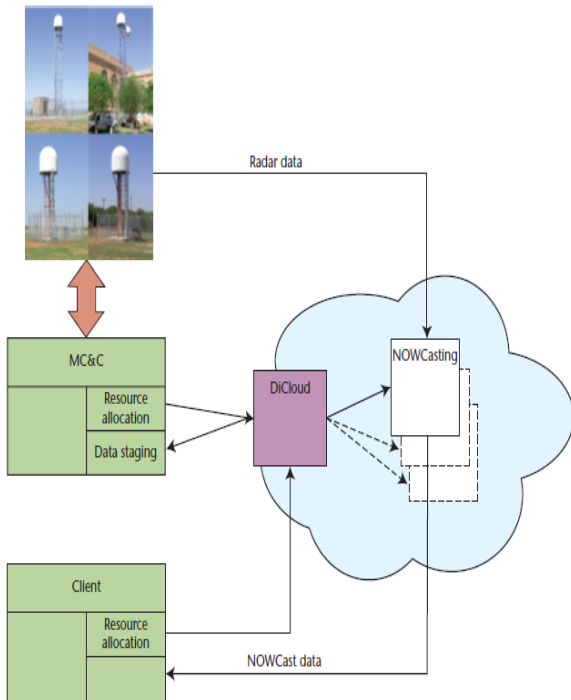 Radar data
MC&C
Resource
allocation
Data staging
DiCloud
NOWCasting
Client
Resource
allocation
NOWCast data